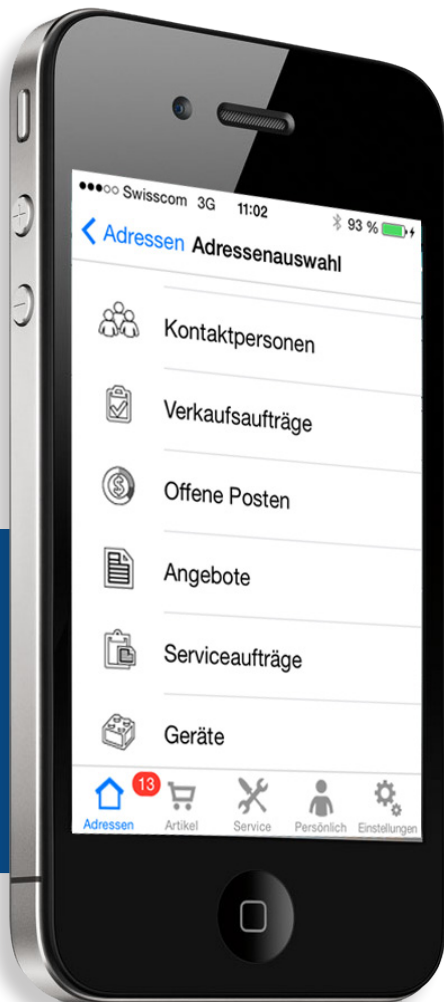 Swisscom 3G 11:02 93 %
Adressen Adressenauswahl
Kontaktpersonen
Verkaufsaufträge
Offene Posten
Angebote
Serviceaufträge
Geräte
13
Adressen Artikel Service Persönlich Einstellungen